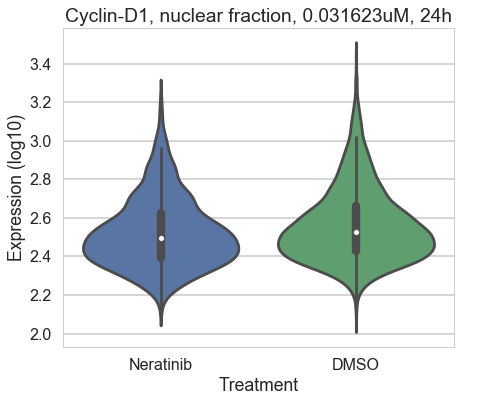 Cyclin-D1, nuclear fraction, 0.031623uM, 24h
Expression (log10)
3.4
3.2
3.0
2.8
2.6
2.4
2.2
2.0
Neratinib DMSO
Treatment